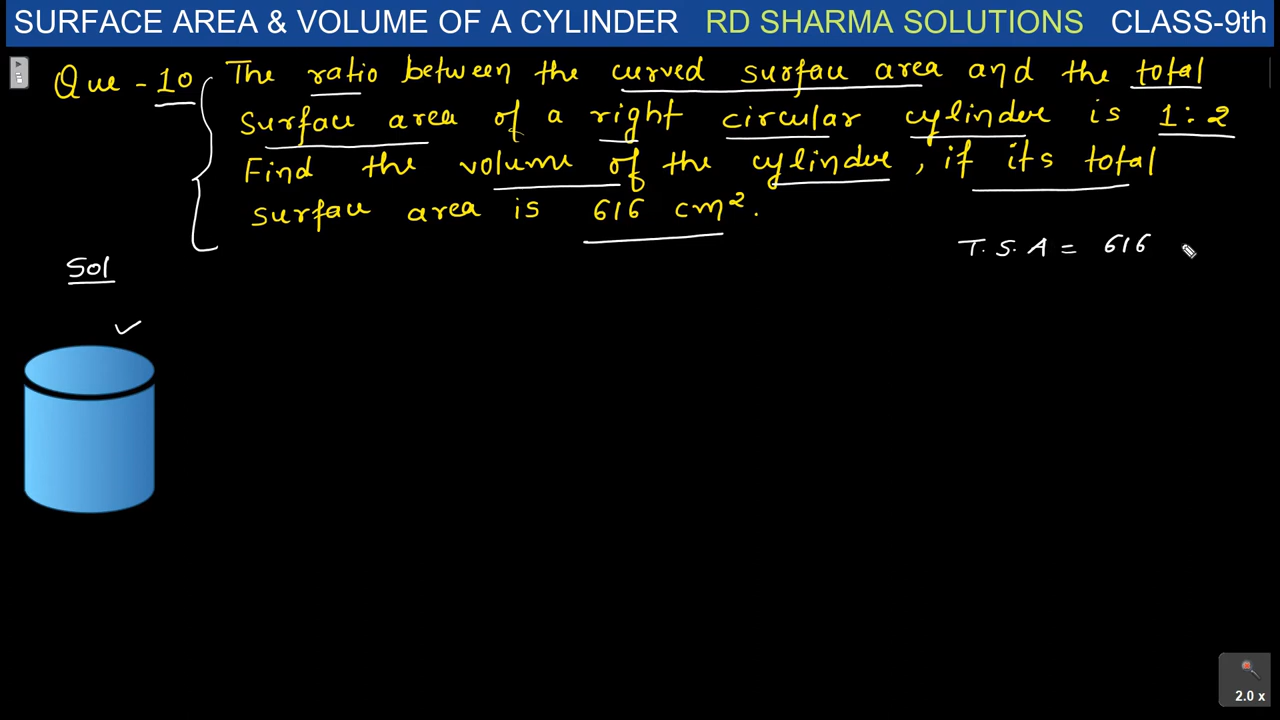 SURFACE AREA & VOLUME OF A CYLINDER RD SHARMA SOLUTIONS CLASS-9th
Que - 10 The ratio between the curved surface area and the total
surface area of a right circular cylinder is 1:2
Find the volume of the cylinder, if its total
surface area is 616 cm².
T.S.A = 616
Sol
2.0 x